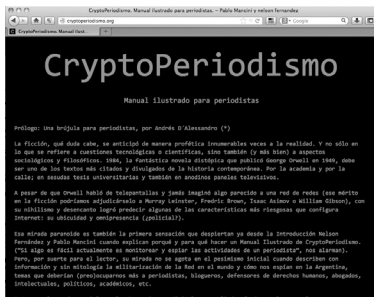 CryptoPeriodismo. Manual ilustrado para periodistas. – Pablo Mancini y nelson fernandez
cryptoperiodismo.org
Google
CryptoPeriodismo. Manual ilust...
CryptoPeriodismo
Manual ilustrado para periodistas
Prólogo: Una brújula para periodistas, por Andrés D´Alessandro (*)
La ficción, qué duda cabe, se anticipó de manera profética innumerables veces a la realidad. Y no sólo en
lo que se refiere a cuestiones tecnológicas o científicas, sino también (y más bien) a aspectos
sociológicos y filosóficos. 1984, la fantástica novela distópica que publicó George Orwell en 1949, debe
ser uno de los textos más citados y divulgados de la historia contemporánea. Por la academia y por la
calle; en sesudas tesis universitarias y también en anodinos paneles televisivos.
A pesar de que Orwell habló de telepantallas y jamás imaginó algo parecido a una red de redes (ese mérito
en la ficción podríamos adjudicárselo a Murray Leinster, Fredric Brown, Isaac Asimov o William Gibson), con
su nihilismo y desencanto logró predecir algunas de las características más riesgosas que configura
Internet: su ubicuidad y omnipresencia (¿policial?).
Esa mirada paranoide es también la primera sensación que despiertan ya desde la Introducción Nelson
Fernández y Pablo Mancini cuando explican porqué y para qué hacer un Manual Ilustrado de CryptoPeriodismo.
("Si algo es fácil actualmente es monitorear y espiar las actividades de un periodista", nos alarman).
Pero, por suerte para el lector, su mirada no se agota en el pesimismo inicial cuando describen con
información y sin mitología la militarización de la Red en el mundo y cómo nos espían en la Argentina,
temas que deberían (preo)cuparnos más a periodistas, blogueros, defensores de derechos humanos, abogados,
intelectuales, políticos, académicos, etc.